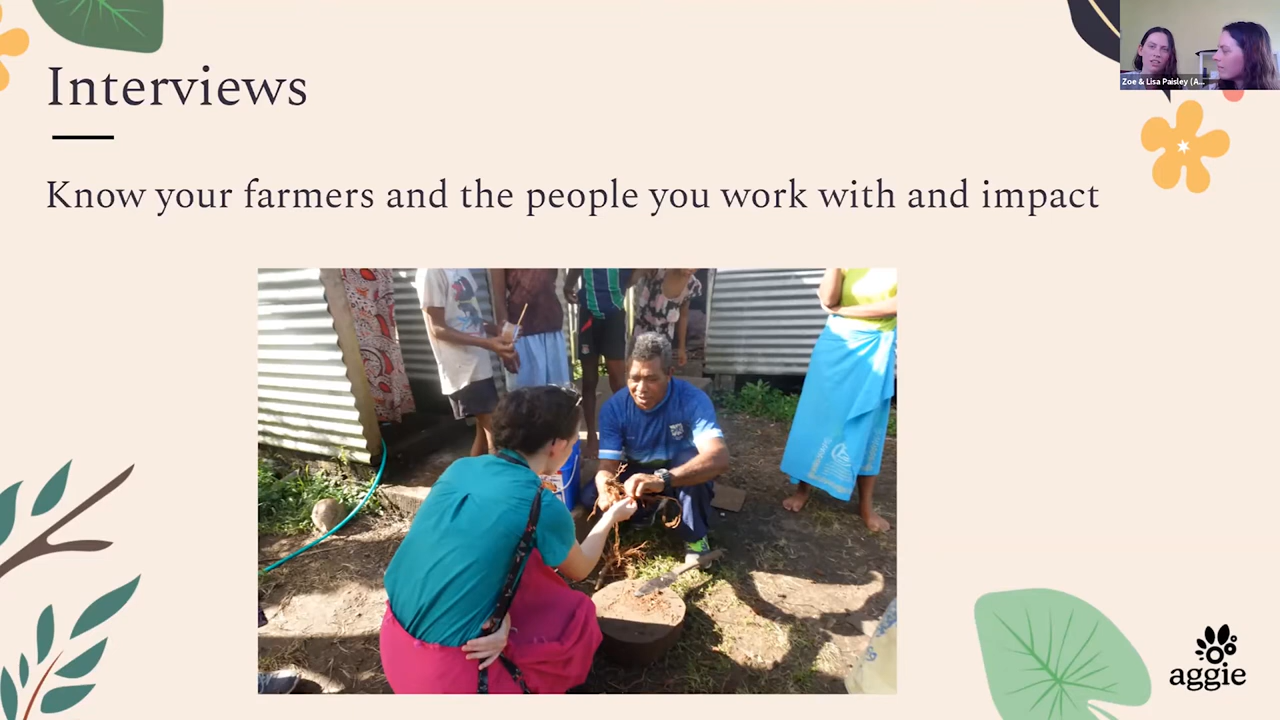 Interviews
Zoe & Lisa Paisley (A...
Know your farmers and the people you work with and impact
aggie